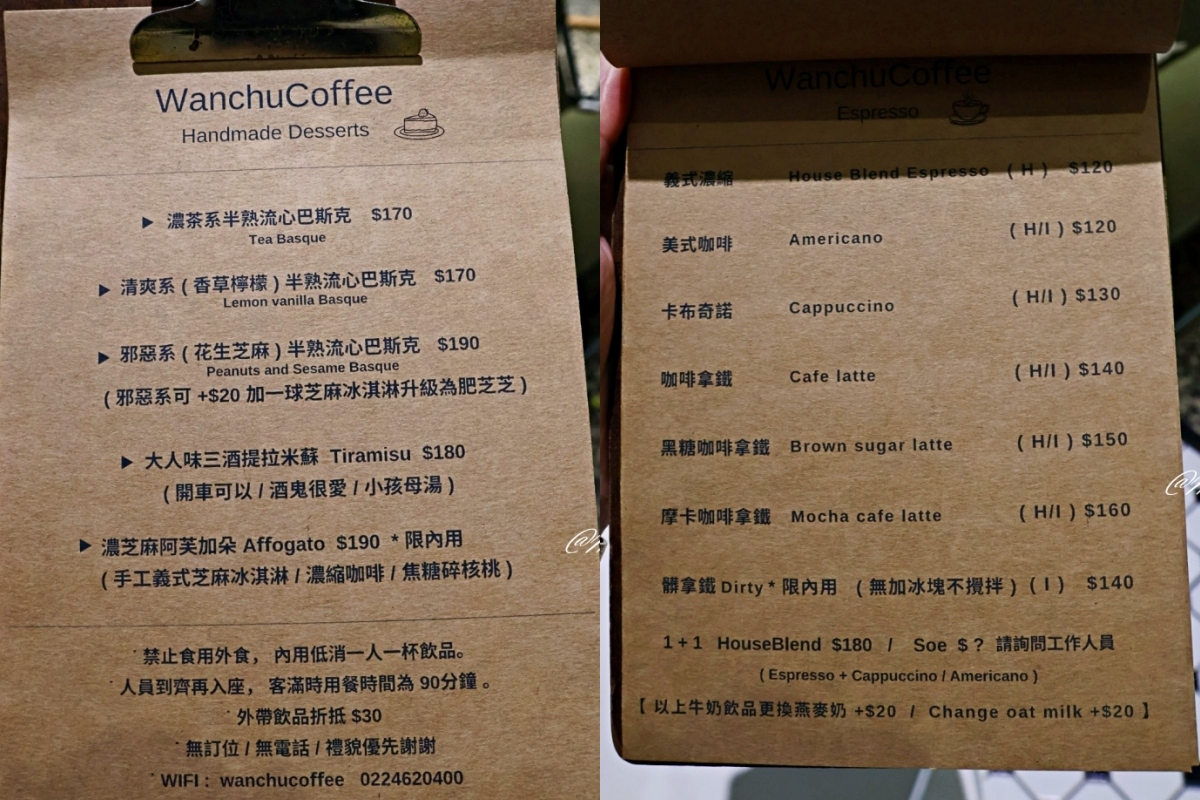 WanchuCoffee
Handmade Desserts
▶ 濃茶系半熟流心巴斯克 $170
Tea Basque
▶ 清爽系 ( 香草檸檬 ) 半熟流心巴斯克 $170
Lemon vanilla Basque
▶ 邪惡系 ( 花生芝麻 ) 半熟流心巴斯克 $190
Peanuts and Sesame Basque
( 邪惡系可 +$20 加一球芝麻冰淇淋升級為肥芝芝 )
▶ 大人味三酒提拉米蘇 Tiramisu $180
( 開車可以 / 酒鬼很愛 / 小孩母湯 )
▶ 濃芝麻阿芙加朵 Affogato $190 * 限內用
( 手工義式芝麻冰淇淋 / 濃縮咖啡 / 焦糖碎核桃 )
˙禁止食用外食， 內用低消一人一杯飲品。
˙人員到齊再入座， 客滿時用餐時間為 90分鐘 。
˙外帶飲品折抵 $30
˙無訂位 / 無電話 / 禮貌優先謝謝
˙WIFI : wanchucoffee 0224620400
WanchuCoffee
Espresso
義式濃縮 House Blend Espresso ( H ) $120
美式咖啡 Americano ( H/I ) $120
卡布奇諾 Cappuccino ( H/I ) $130
咖啡拿鐵 Cafe latte ( H/I ) $140
黑糖咖啡拿鐵 Brown sugar latte ( H/I ) $150
摩卡咖啡拿鐵 Mocha cafe latte ( H/I ) $160
髒拿鐵 Dirty * 限內用 ( 無加冰塊不攪拌 ) ( I ) $140
1 + 1 HouseBlend $180 / Soe $ ? 請詢問工作人員
( Espresso + Cappuccino / Americano )
【 以上牛奶飲品更換燕麥奶 +$20 / Change oat milk +$20 】